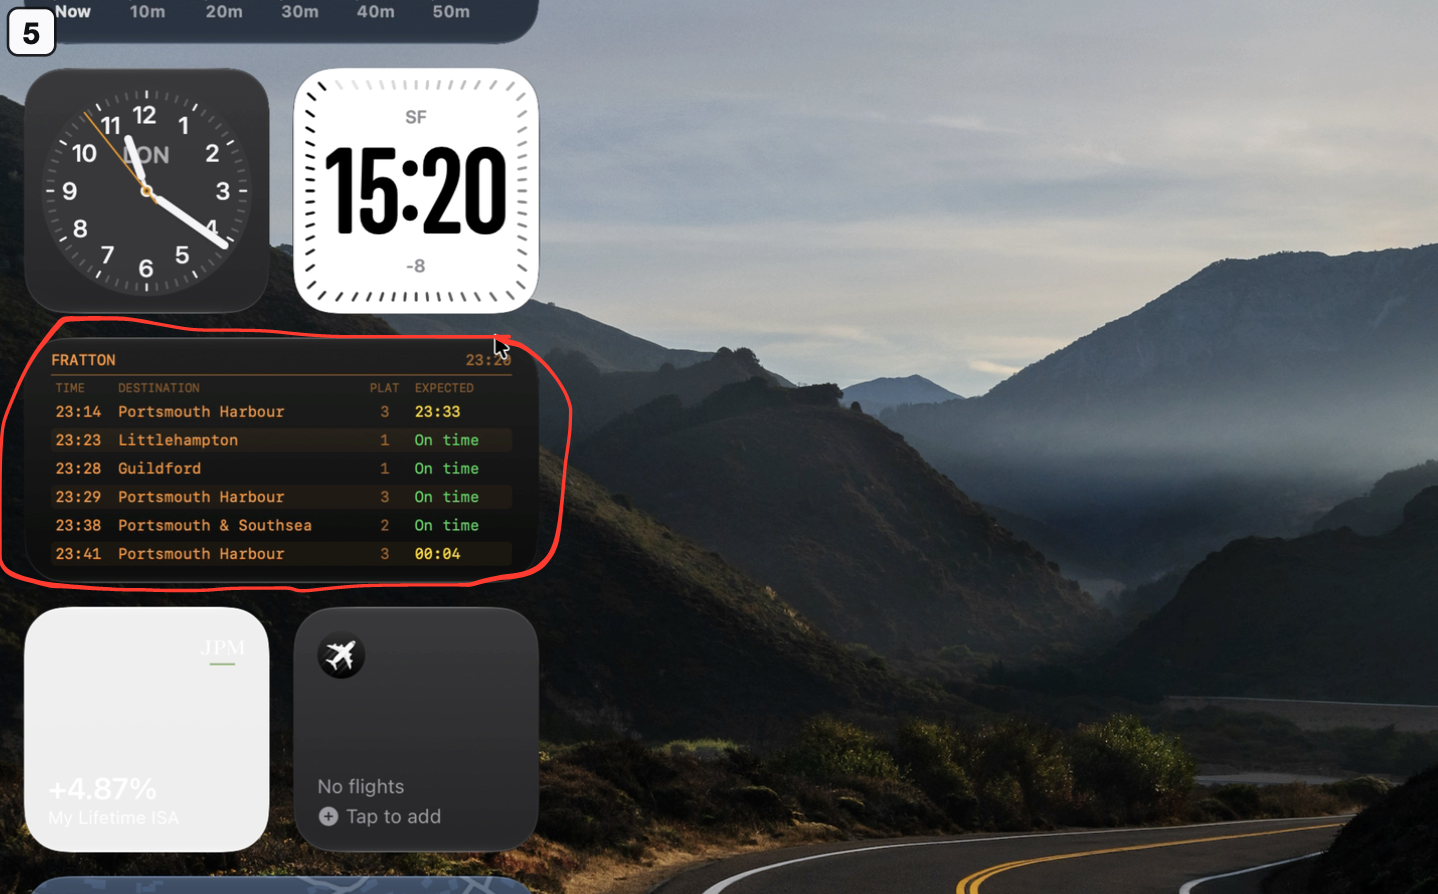 Now 10m 20m 30m 40m 50m
5
12
11 1
LON
10 2
9 3
8 4
7 5
6
SF
15:20
-8
FRATTON 23:20
TIME DESTINATION PLAT EXPECTED
23:14 Portsmouth Harbour 3 23:33
23:23 Littlehampton 1 On time
23:28 Guildford 1 On time
23:29 Portsmouth Harbour 3 On time
23:38 Portsmouth & Southsea 2 On time
23:41 Portsmouth Harbour 3 00:04
JPM
+4.87%
My Lifetime ISA
No flights
Tap to add